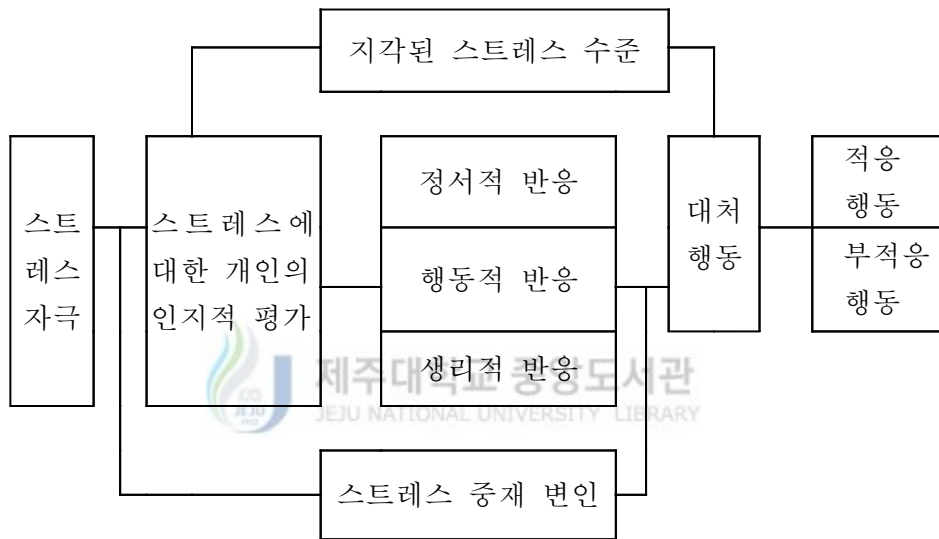 지각된 스트레스 수준
스트
레스
자극
스트레스에
대한 개인의
인지적 평가
정서적 반응
행동적 반응
생리적 반응
대처
행동
적응
행동
부적응
행동
제주대학교 중앙도서관
JEJU NATIONAL UNIVERSITY LIBRARY
스트레스 중재 변인